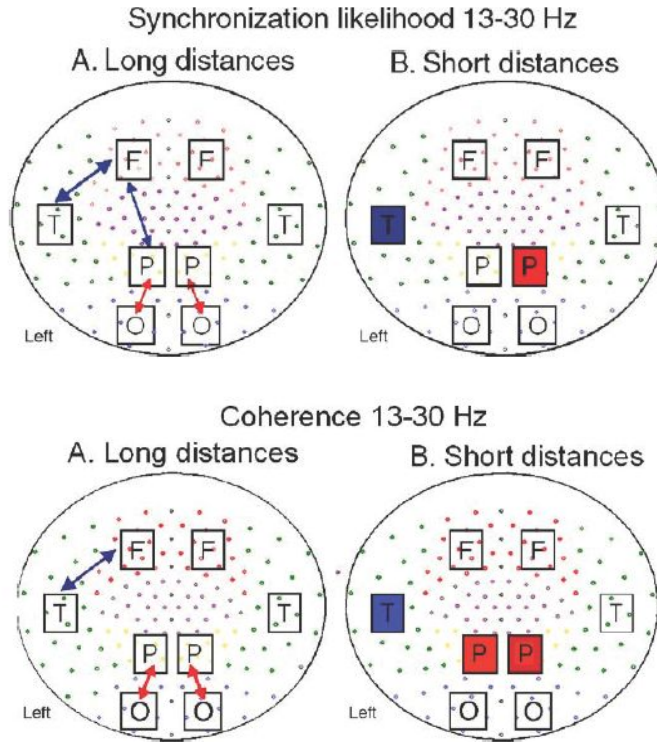 Synchronization likelihood 13-30 Hz
A. Long distances B. Short distances
F F F F
T T T T
P P P P
O O O O
Left Left
Coherence 13-30 Hz
A. Long distances B. Short distances
F F F F
T T T T
P P P P
O O O O
Left Left